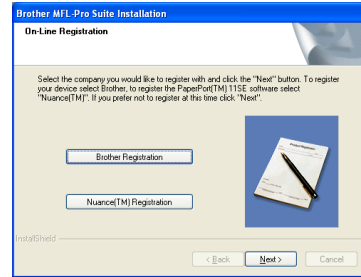 Brother MFL-Pro Suite Installation
On-Line Registration
Select the company you would like to register with and click the "Next" button. To register
your device select Brother, to register the PaperPort(TM) 11SE software select
"Nuance(TM)". If you prefer not to register at this time click "Next".
Brother Registration
Nuance(TM) Registration
InstallShield
< Back
Next >
Cancel